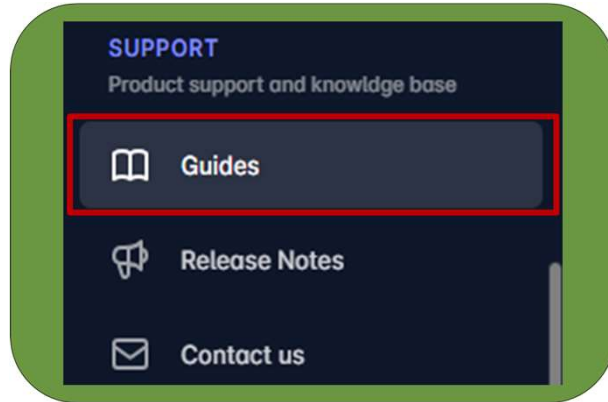 SUPPORT
Product support and knowldge base
Guides
Release Notes
Contact us